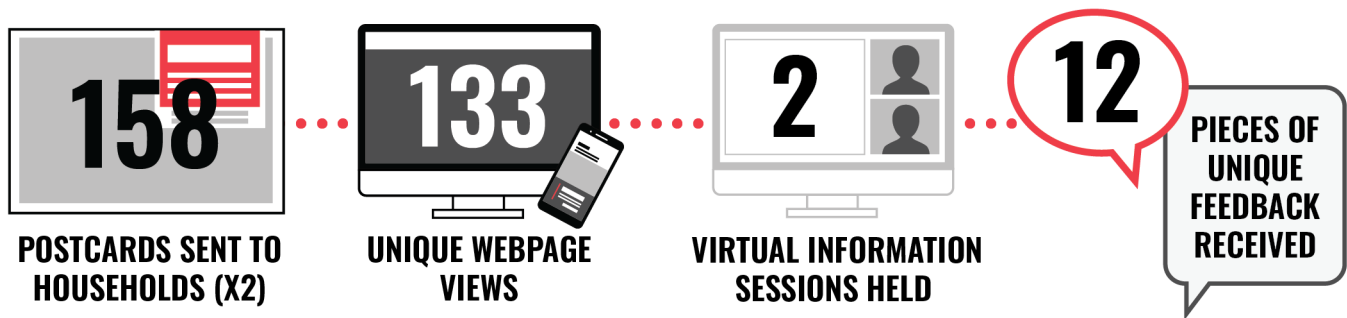 158
POSTCARDS SENT TO
HOUSEHOLDS (X2)
133
UNIQUE WEBPAGE
VIEWS
2
VIRTUAL INFORMATION
SESSIONS HELD
12
PIECES OF
UNIQUE
FEEDBACK
RECEIVED